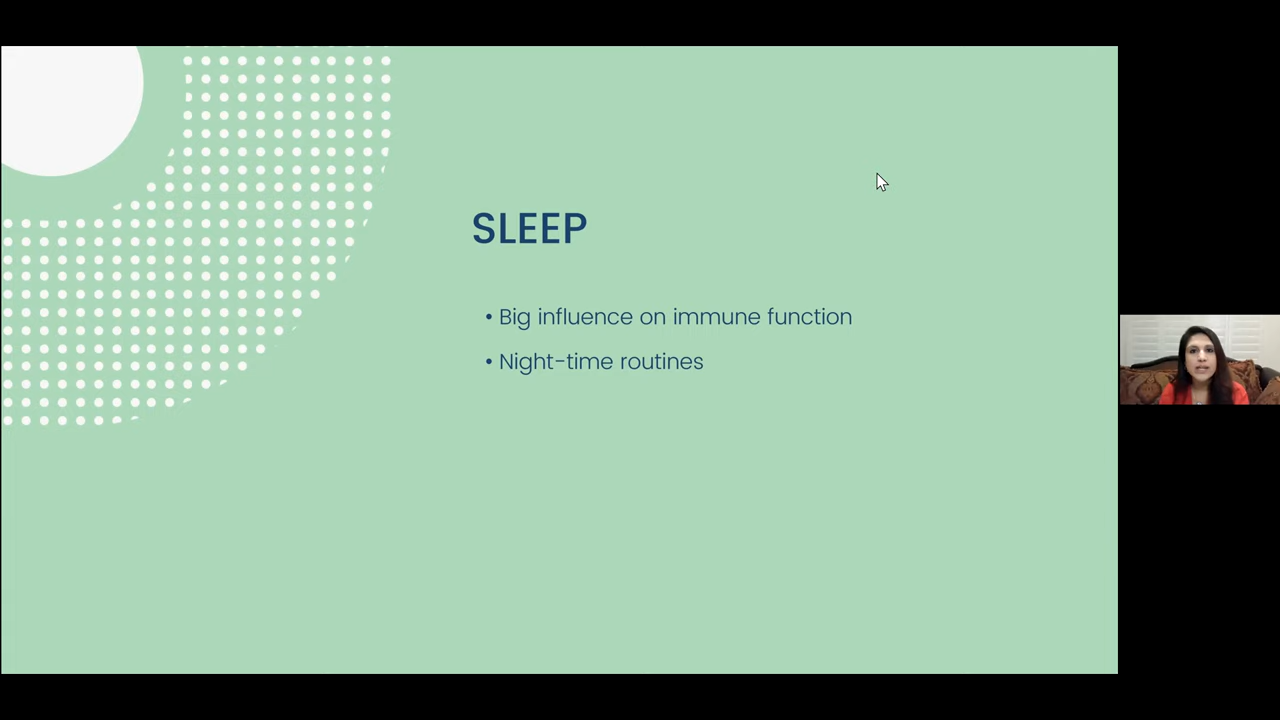 SLEEP
• Big influence on immune function
• Night-time routines